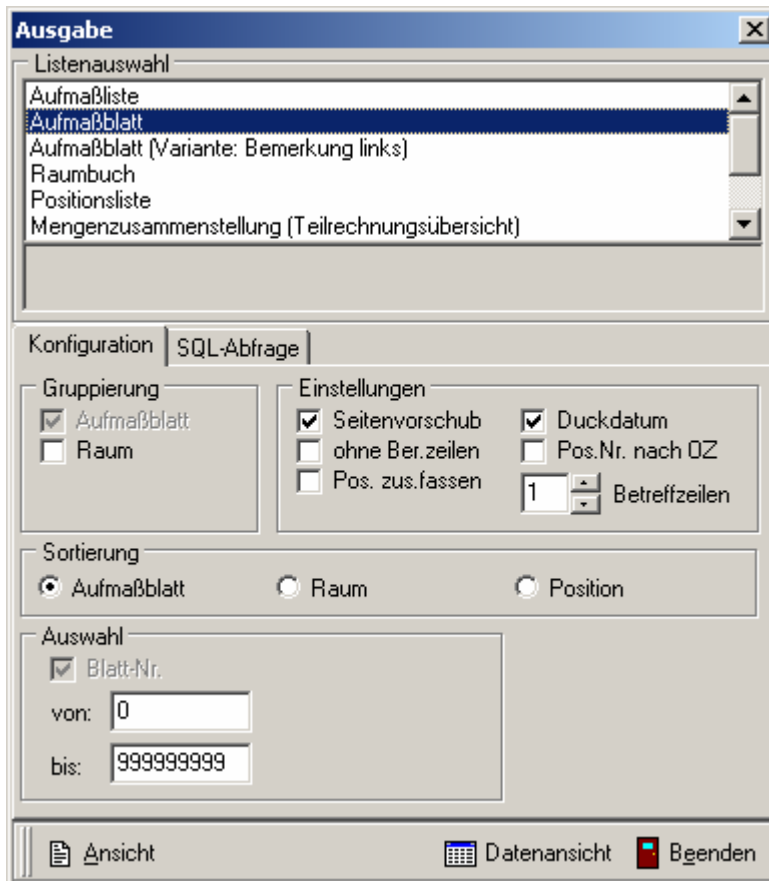 Ausgabe
Listenauswahl
Aufmaßliste
Aufmaßblatt
Aufmaßblatt (Variante: Bemerkung links)
Raumbuch
Positionsliste
Mengenzusammenstellung (Teilrechnungsübersicht)
Konfiguration SQL-Abfrage
Gruppierung
Aufmaßblatt
Raum
Einstellungen
Seitenvorschub Duckdatum
ohne Ber.zeilen Pos.Nr. nach OZ
Pos. zus.fassen 1 Betreffzeilen
Sortierung
Aufmaßblatt Raum Position
Auswahl
Blatt-Nr.
von: 0
bis: 999999999
Ansicht Datenansicht Beenden